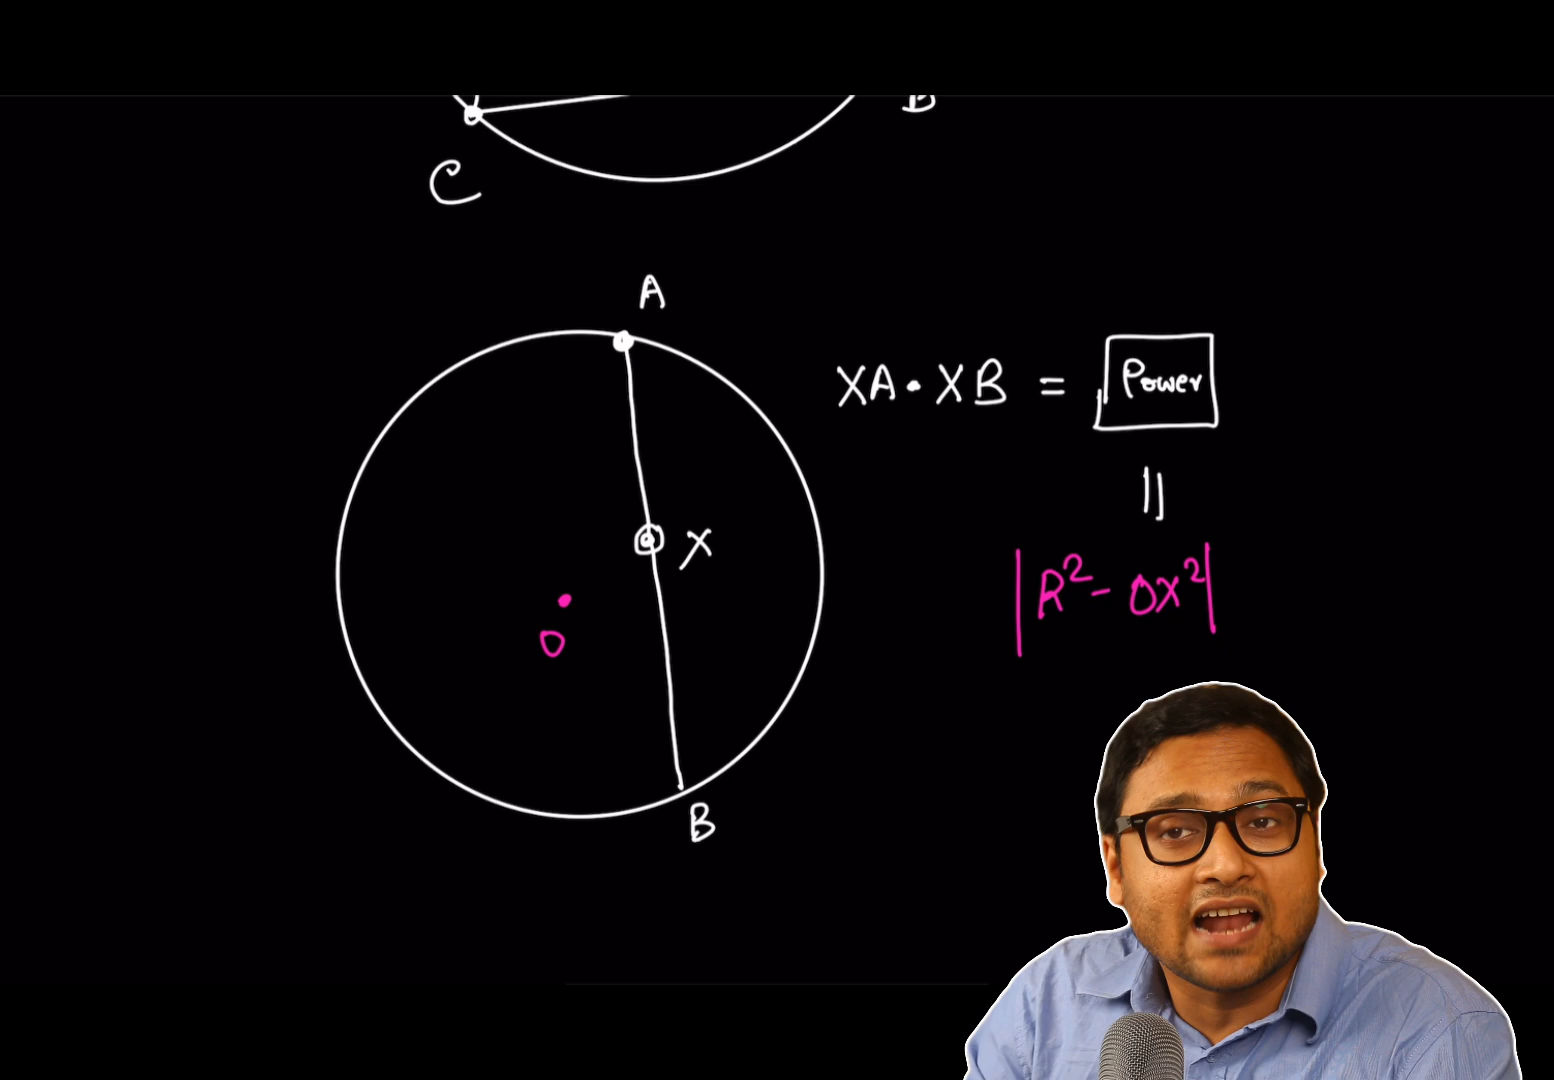 B
C
A
XA · XB = Power
||
X
|R² - OX²|
O
B